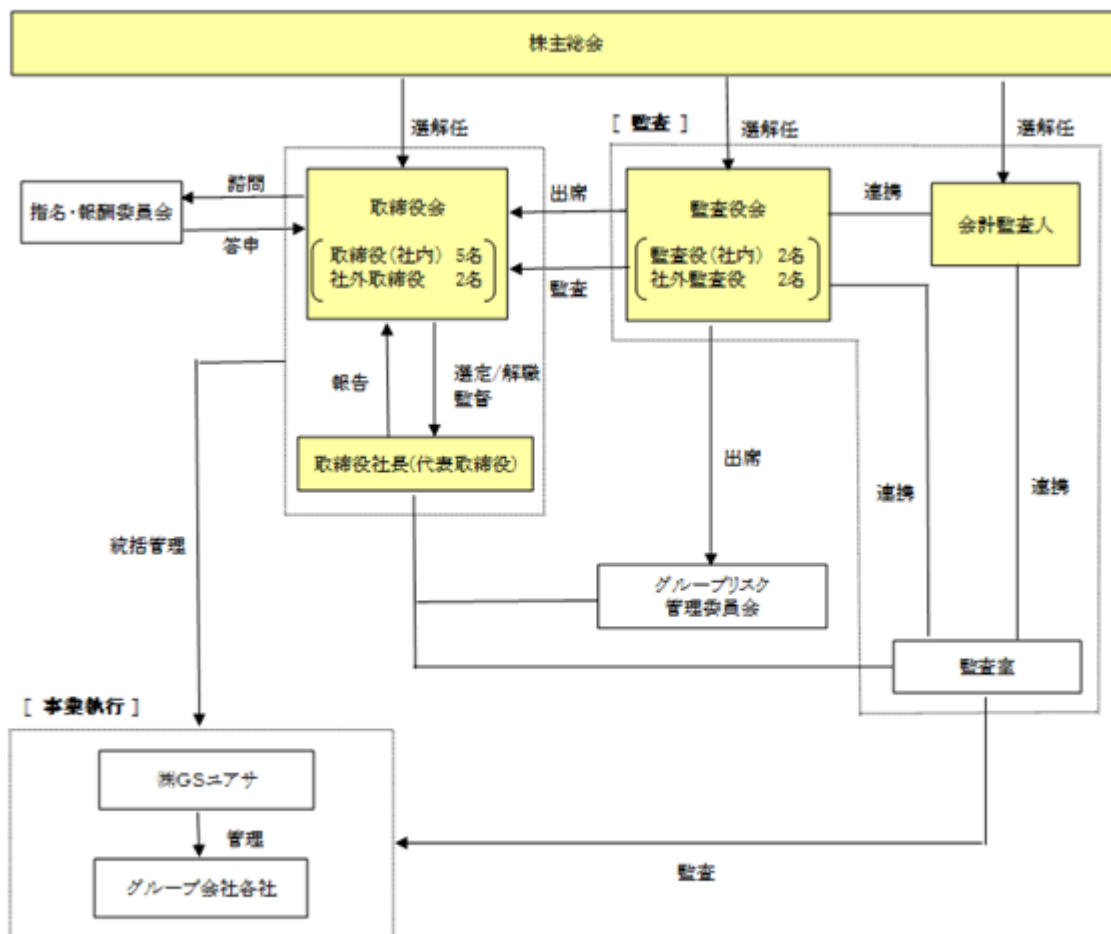 株主総会
選解任
[ 監査 ]
選解任
選解任
指名・報酬委員会
諮問
答申
取締役会
取締役(社内) 5名
社外取締役 2名
出席
監査
監査役会
監査役(社内) 2名
社外監査役 2名
連携
会計監査人
報告
選定/解職
監督
取締役社長(代表取締役)
出席
連携
連携
統括管理
グループリスク
管理委員会
監査室
[ 事業執行 ]
㈱GSユアサ
管理
グループ会社各社
監査